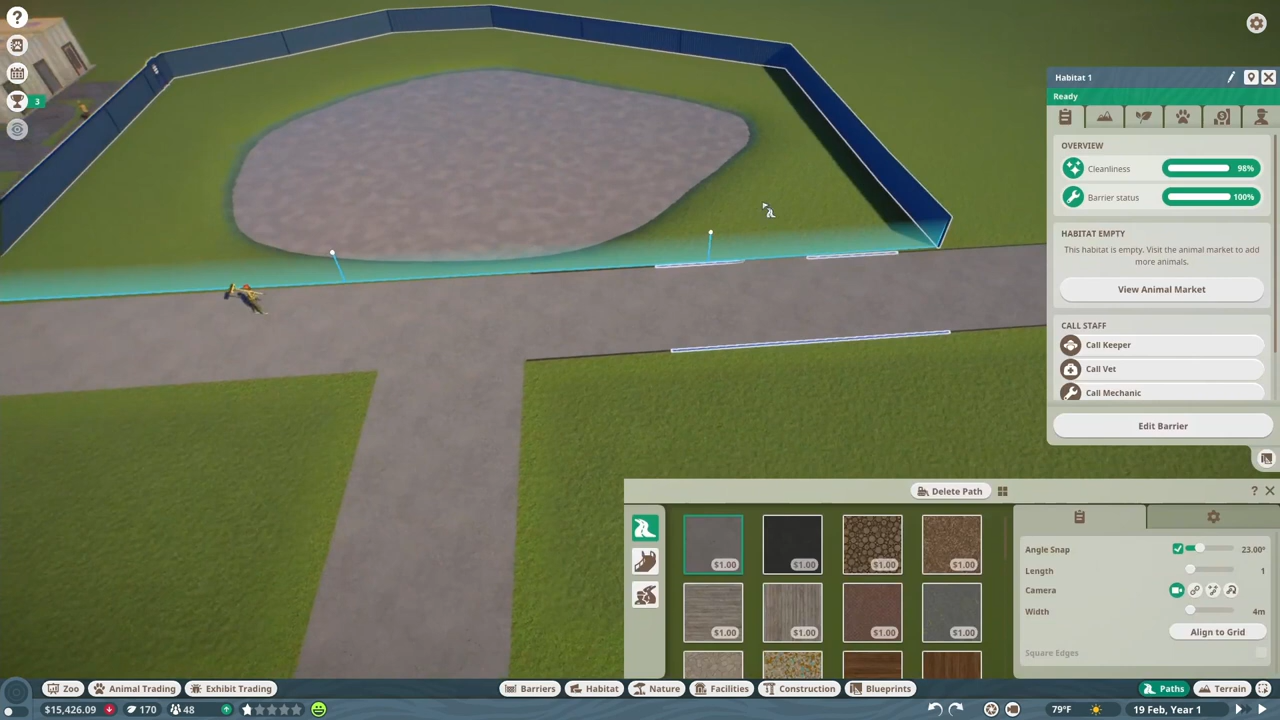 ?
3
Habitat 1
Ready
OVERVIEW
Cleanliness 98%
Barrier status 100%
HABITAT EMPTY
This habitat is empty. Visit the animal market to add
more animals.
View Animal Market
CALL STAFF
Call Keeper
Call Vet
Call Mechanic
Edit Barrier
Delete Path
?
$1.00 $1.00 $1.00 $1.00
$1.00 $1.00 $1.00 $1.00
Angle Snap 23.00°
Length 1
Camera
Width 4m
Align to Grid
Square Edges
Zoo Animal Trading Exhibit Trading Barriers Habitat Nature Facilities Construction Blueprints Paths Terrain
$15,426.09 170 48 79°F 19 Feb, Year 1